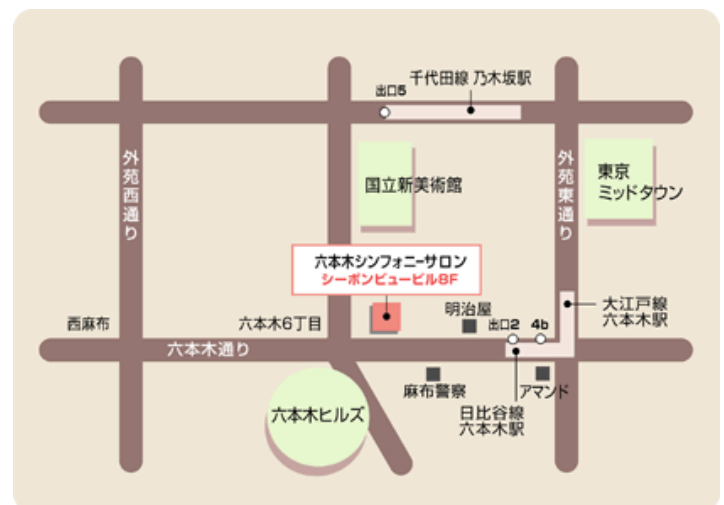 千代田線 乃木坂駅
出口5
外苑西通り
国立新美術館
外苑東通り
東京
ミッドタウン
六本木シンフォニーサロン
シーボンビュービル8F
大江戸線
六本木駅
西麻布
六本木6丁目
明治屋
出口2
4b
六本木通り
麻布警察
アマンド
六本木ヒルズ
日比谷線
六本木駅